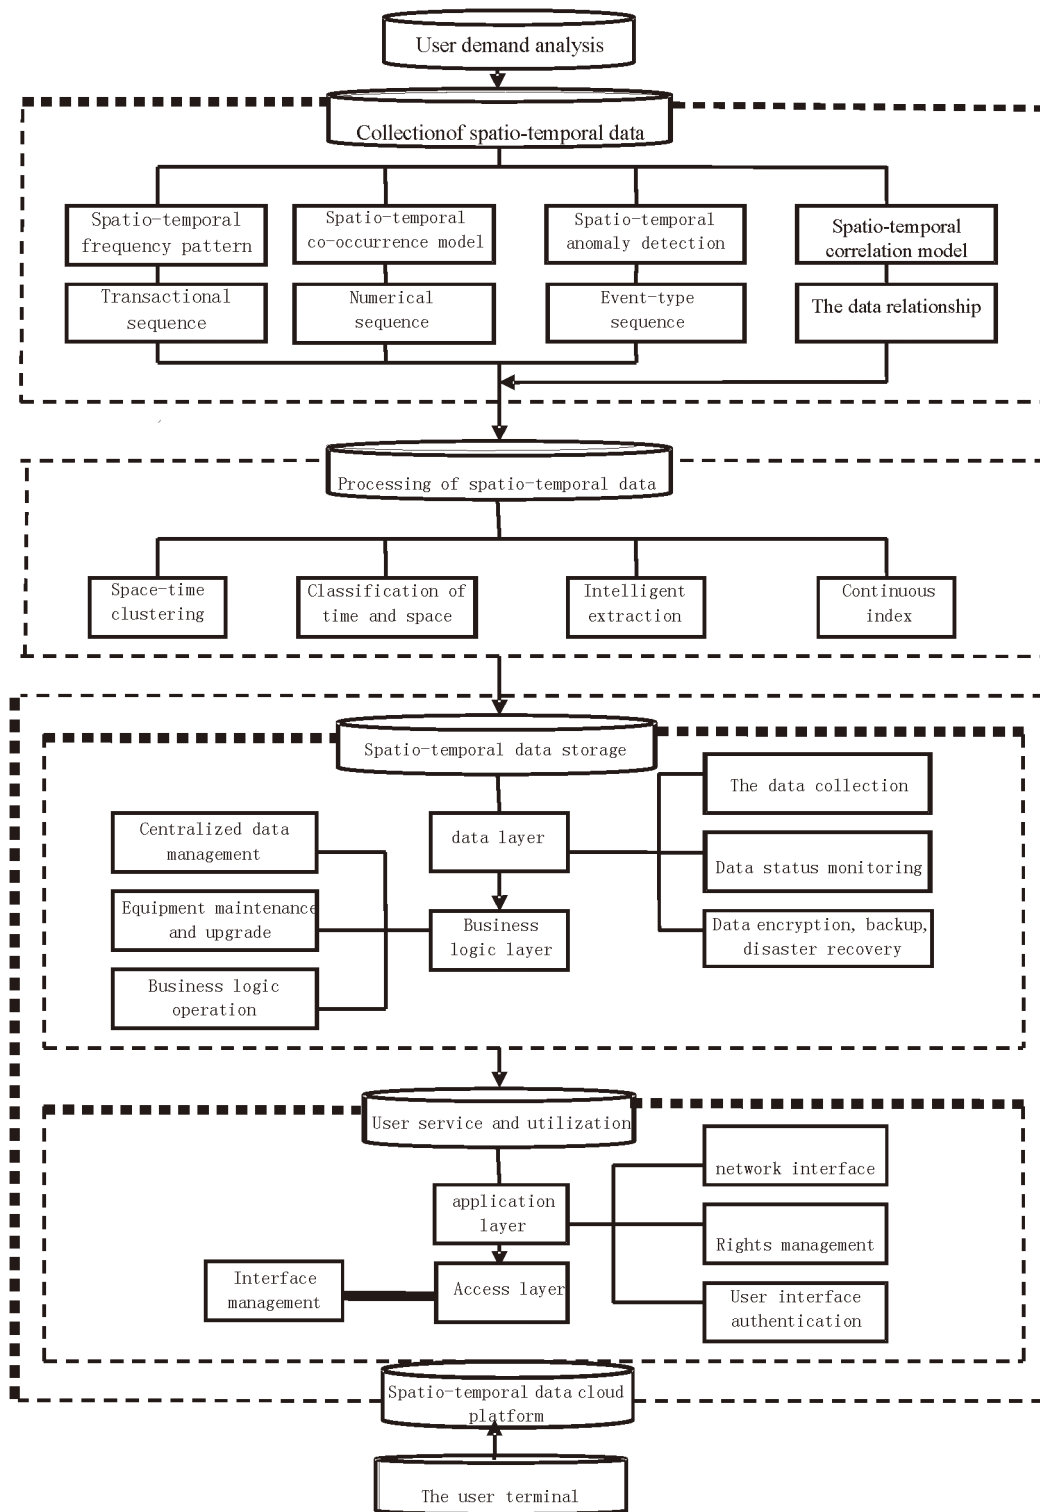 User demand analysis
Collectionof spatio-temporal data
Spatio-temporal
frequency pattern
Spatio-temporal
co-occurrence model
Spatio-temporal
anomaly detection
Spatio-temporal
correlation model
Transactional
sequence
Numerical
sequence
Event-type
sequence
The data relationship
Processing of spatio-temporal data
Space-time
clustering
Classification of
time and space
Intelligent
extraction
Continuous
index
Spatio-temporal data storage
The data collection
Centralized data
management
data layer
Data status monitoring
Equipment maintenance
and upgrade
Business
logic layer
Data encryption, backup,
disaster recovery
Business logic
operation
User service and utilization
network interface
application
layer
Rights management
Interface
management
Access layer
User interface
authentication
Spatio-temporal data cloud
platform
The user terminal